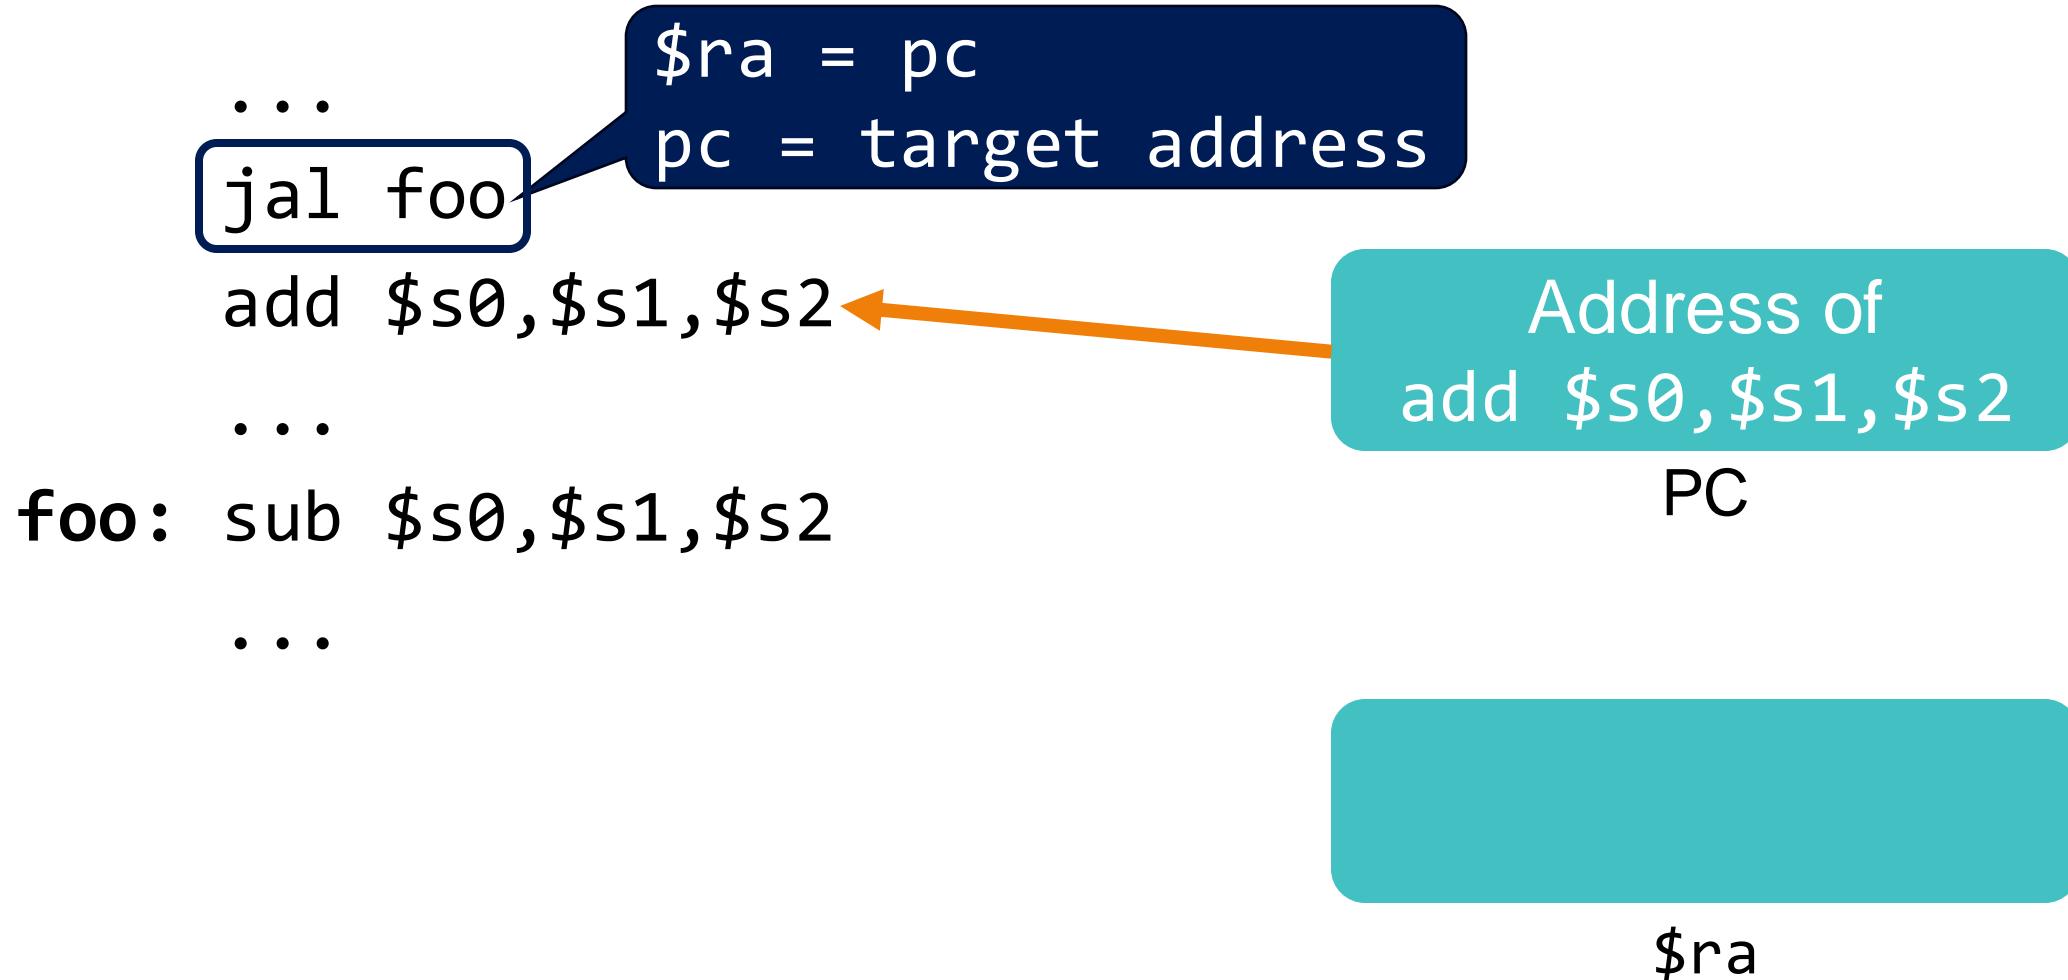 $ra = pc
pc = target address
...
jal foo
add $s0,$s1,$s2
...
foo: sub $s0,$s1,$s2
...
Address of
add $s0,$s1,$s2
PC
$ra